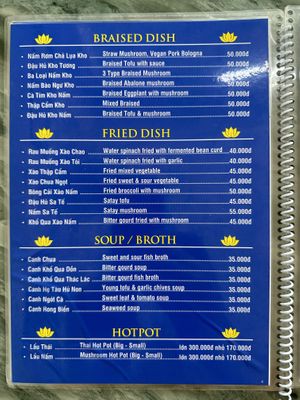 BRAISED DISH
- Nấm Rơm Chả Lụa Kho - Straw Mushroom, Vegan Pork Bologna 50.000đ
- Đậu Hủ Kho Tương - Braised Tofu with sauce 50.000đ
- Ba Loại Nấm Kho - 3 Type Braised Mushroom 50.000đ
- Nấm Bào Ngư Kho - Braised Abalone mushroom 50.000đ
- Cà Tím Kho Nấm - Braised Eggplant with mushroom 50.000đ
- Thập Cẩm Kho - Mixed Braised 50.000đ
- Đậu Hủ Kho Nấm - Braised Tofu & mushroom 50.000đ
FRIED DISH
- Rau Muống Xào Chao - Water spinach fried with fermented bean curd 40.000đ
- Rau Muống Xào Tỏi - Water spinach fried with garlic 40.000đ
- Xào Thập Cẩm - Fried mixed vegetable 45.000đ
- Xào Chua Ngọt - Fried sweet & sour vegetable 45.000đ
- Bông Cải Xào Nấm - Fried broccoli with mushroom 50.000đ
- Đậu Hủ Sa Tế - Satay tofu 45.000đ
- Nấm Sa Tế - Satay mushroom 55.000đ
- Khổ Qua Xào Nấm - Bitter gourd fried with mushroom 45.000đ
SOUP / BROTH
- Canh Chua - Sweet and sour fish broth 35.000đ
- Canh Khổ Qua Dồn - Bitter gourd soup 35.000đ
- Canh Khổ Qua Thác Lác - Bitter gourd fish broth 35.000đ
- Canh Hẹ Tàu Hủ Non - Young tofu & garlic chives soup 35.000đ
- Canh Ngót Cà - Sweet leaf & tomato soup 35.000đ
- Canh Rong Biển - Seaweed soup 35.000đ
HOTPOT
- Lẩu Thái - Thai Hot Pot (Big - Small) lớn 300.000đ nhỏ 170.000đ
- Lẩu Nấm - Mushroom Hot Pot (Big - Small) lớn 300.000đ nhỏ 170.000đ